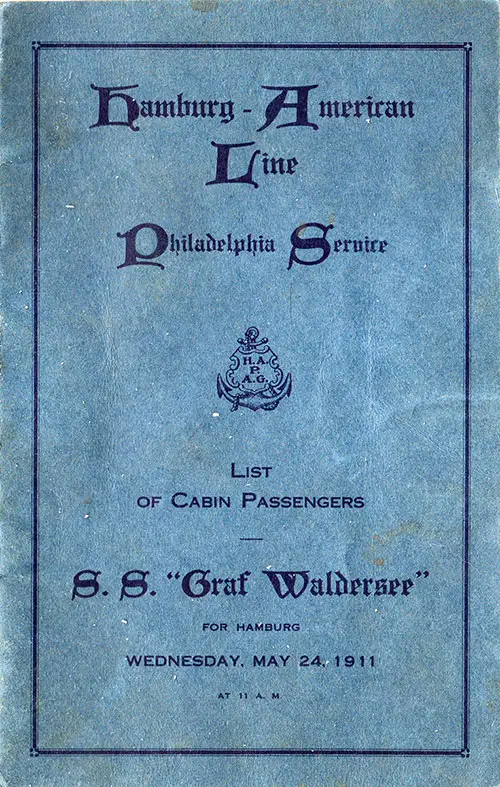 Hamburg-American
Line
Philadelphia Service
H.A.
P.
A.G.
LIST
OF CABIN PASSENGERS
S. S. "Graf Waldersee"
FOR HAMBURG
WEDNESDAY, MAY 24, 1911
AT 11 A. M